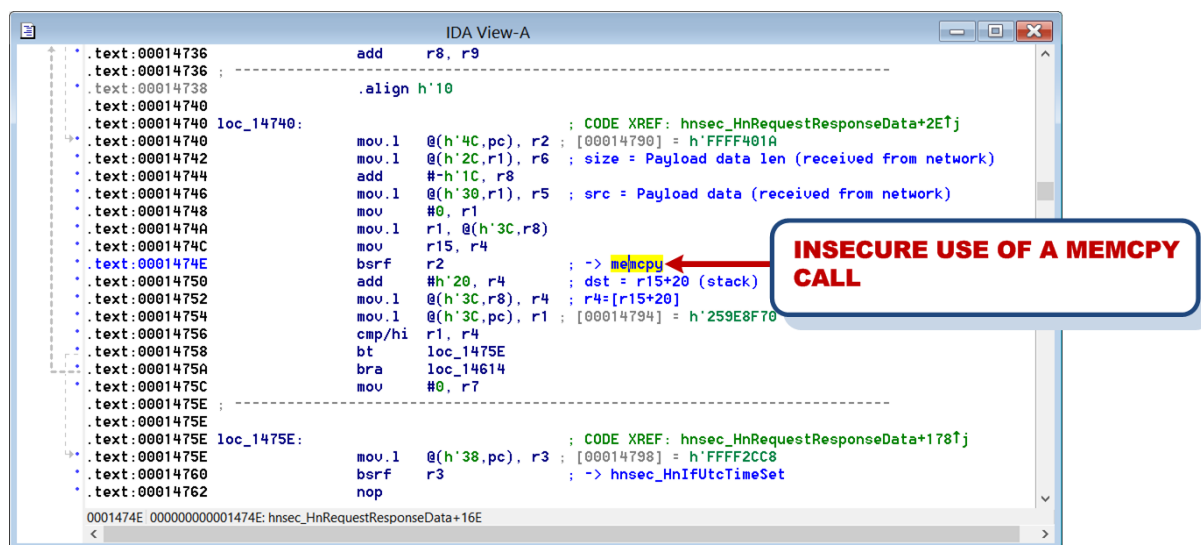 IDA View-A
.text:00014736 add r8, r9
.text:00014736 ; ---------------------------------------------------------------------------
.text:00014738 .align h'10
.text:00014740
.text:00014740 loc_14740: ; CODE XREF: hnsec_HnRequestResponseData+2E↑j
.text:00014740 mov.l @(h'4C,pc), r2 ; [00014790] = h'FFFF401A
.text:00014742 mov.l @(h'2C,r1), r6 ; size = Payload data len (received from network)
.text:00014744 add #-h'1C, r8
.text:00014746 mov.l @(h'30,r1), r5 ; src = Payload data (received from network)
.text:00014748 mov #0, r1
.text:0001474A mov.l r1, @(h'3C,r8)
.text:0001474C mov r15, r4
.text:0001474E bsrf r2 ; -> memcpy
.text:00014750 add #h'20, r4 ; dst = r15+20 (stack)
.text:00014752 mov.l @(h'3C,r8), r4 ; r4=[r15+20]
.text:00014754 mov.l @(h'3C,pc), r1 ; [00014794] = h'259E8F70
.text:00014756 cmp/hi r1, r4
.text:00014758 bt loc_1475E
.text:0001475A bra loc_14614
.text:0001475C mov #0, r7
.text:0001475E ; ---------------------------------------------------------------------------
.text:0001475E
.text:0001475E loc_1475E: ; CODE XREF: hnsec_HnRequestResponseData+178↑j
.text:0001475E mov.l @(h'38,pc), r3 ; [00014798] = h'FFFF2CC8
.text:00014760 bsrf r3 ; -> hnsec_HnIfUtcTimeSet
.text:00014762 nop
0001474E 000000000001474E: hnsec_HnRequestResponseData+16E
INSECURE USE OF A MEMCPY
CALL